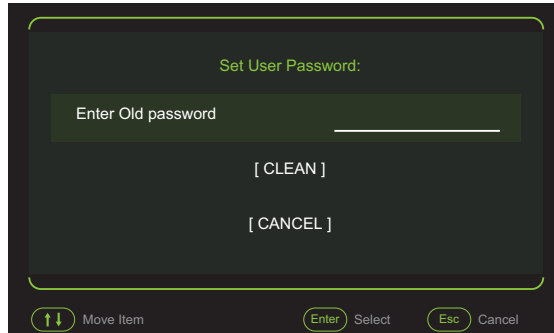 Set User Password:
Enter Old password
[ CLEAN ]
[ CANCEL ]
Move Item Enter Select Esc Cancel